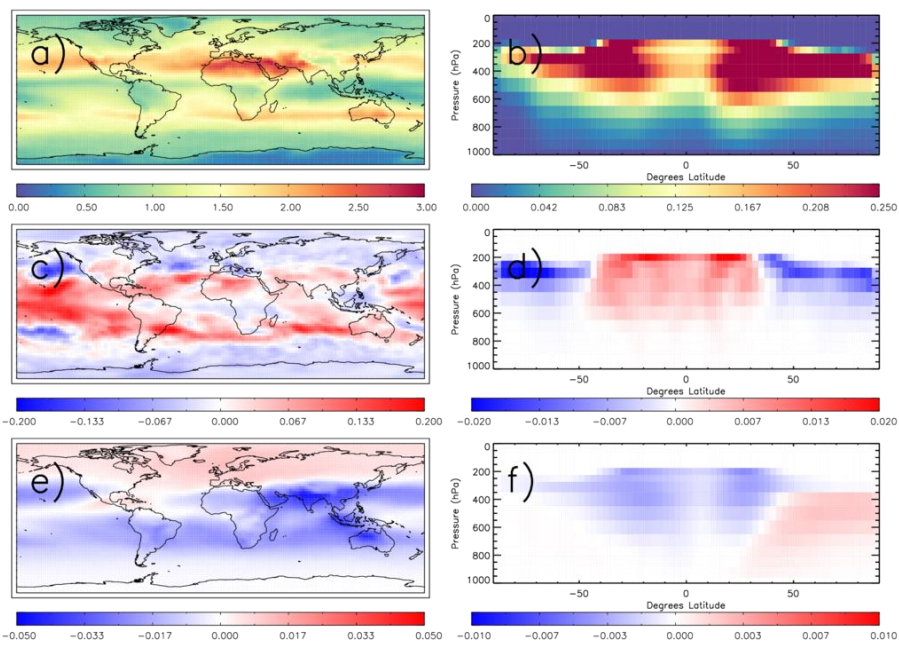 a)
0.00 0.50 1.00 1.50 2.00 2.50 3.00
b)
Pressure (hPa)
0
200
400
600
800
1000
−50 0 50
Degrees Latitude
0.000 0.042 0.083 0.125 0.167 0.208 0.250
c)
−0.200 −0.133 −0.067 0.000 0.067 0.133 0.200
d)
Pressure (hPa)
0
200
400
600
800
1000
−50 0 50
Degrees Latitude
−0.020 −0.013 −0.007 0.000 0.007 0.013 0.020
e)
−0.050 −0.033 −0.017 0.000 0.017 0.033 0.050
f)
Pressure (hPa)
0
200
400
600
800
1000
−50 0 50
Degrees Latitude
−0.010 −0.007 −0.003 0.000 0.003 0.007 0.010